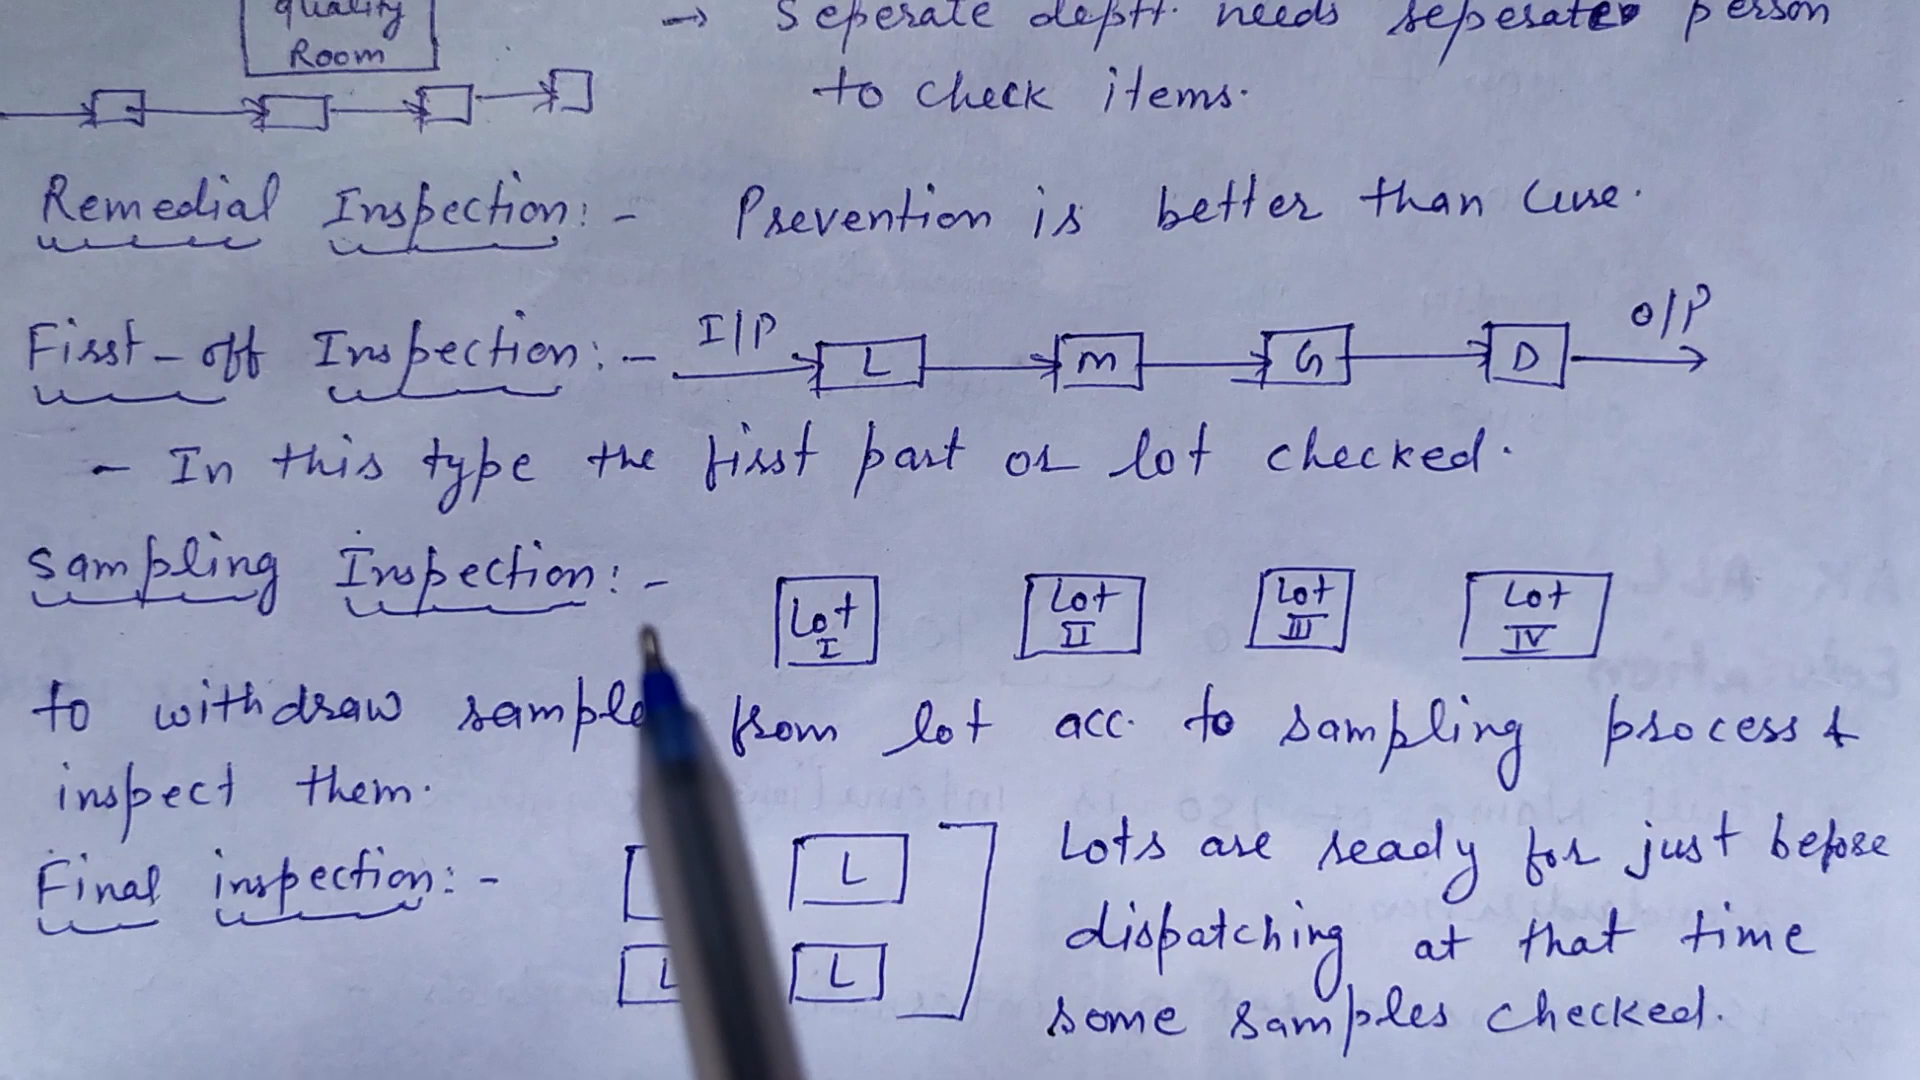 Quality
Room
→ Seperate deptt. needs seperate person
to check items.
Remedial Inspection:- Prevention is better than Cure.
First-off Inspection:- I/P L m G D O/P
- In this type the first part or lot checked.
Sampling Inspection:-
Lot I Lot II Lot III Lot IV
to withdraw sample from lot acc. to sampling process &
inspect them.
Final inspection:- L
L L
Lots are ready for just before
dispatching at that time
some samples checked.